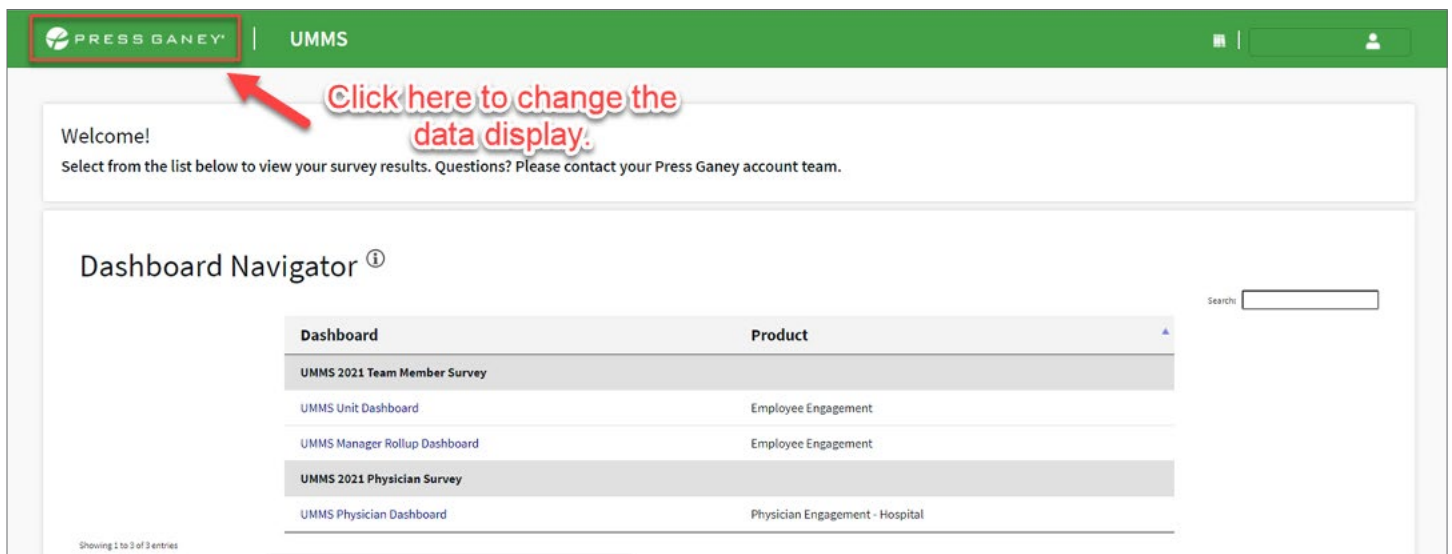 PRESS GANEY
UMMS
Click here to change the
data display.
Welcome!
Select from the list below to view your survey results. Questions? Please contact your Press Ganey account team.
Dashboard Navigator
Search:
Dashboard Product
UMMS 2021 Team Member Survey
UMMS Unit Dashboard Employee Engagement
UMMS Manager Rollup Dashboard Employee Engagement
UMMS 2021 Physician Survey
UMMS Physician Dashboard Physician Engagement - Hospital
Showing 1 to 3 of 3 entries